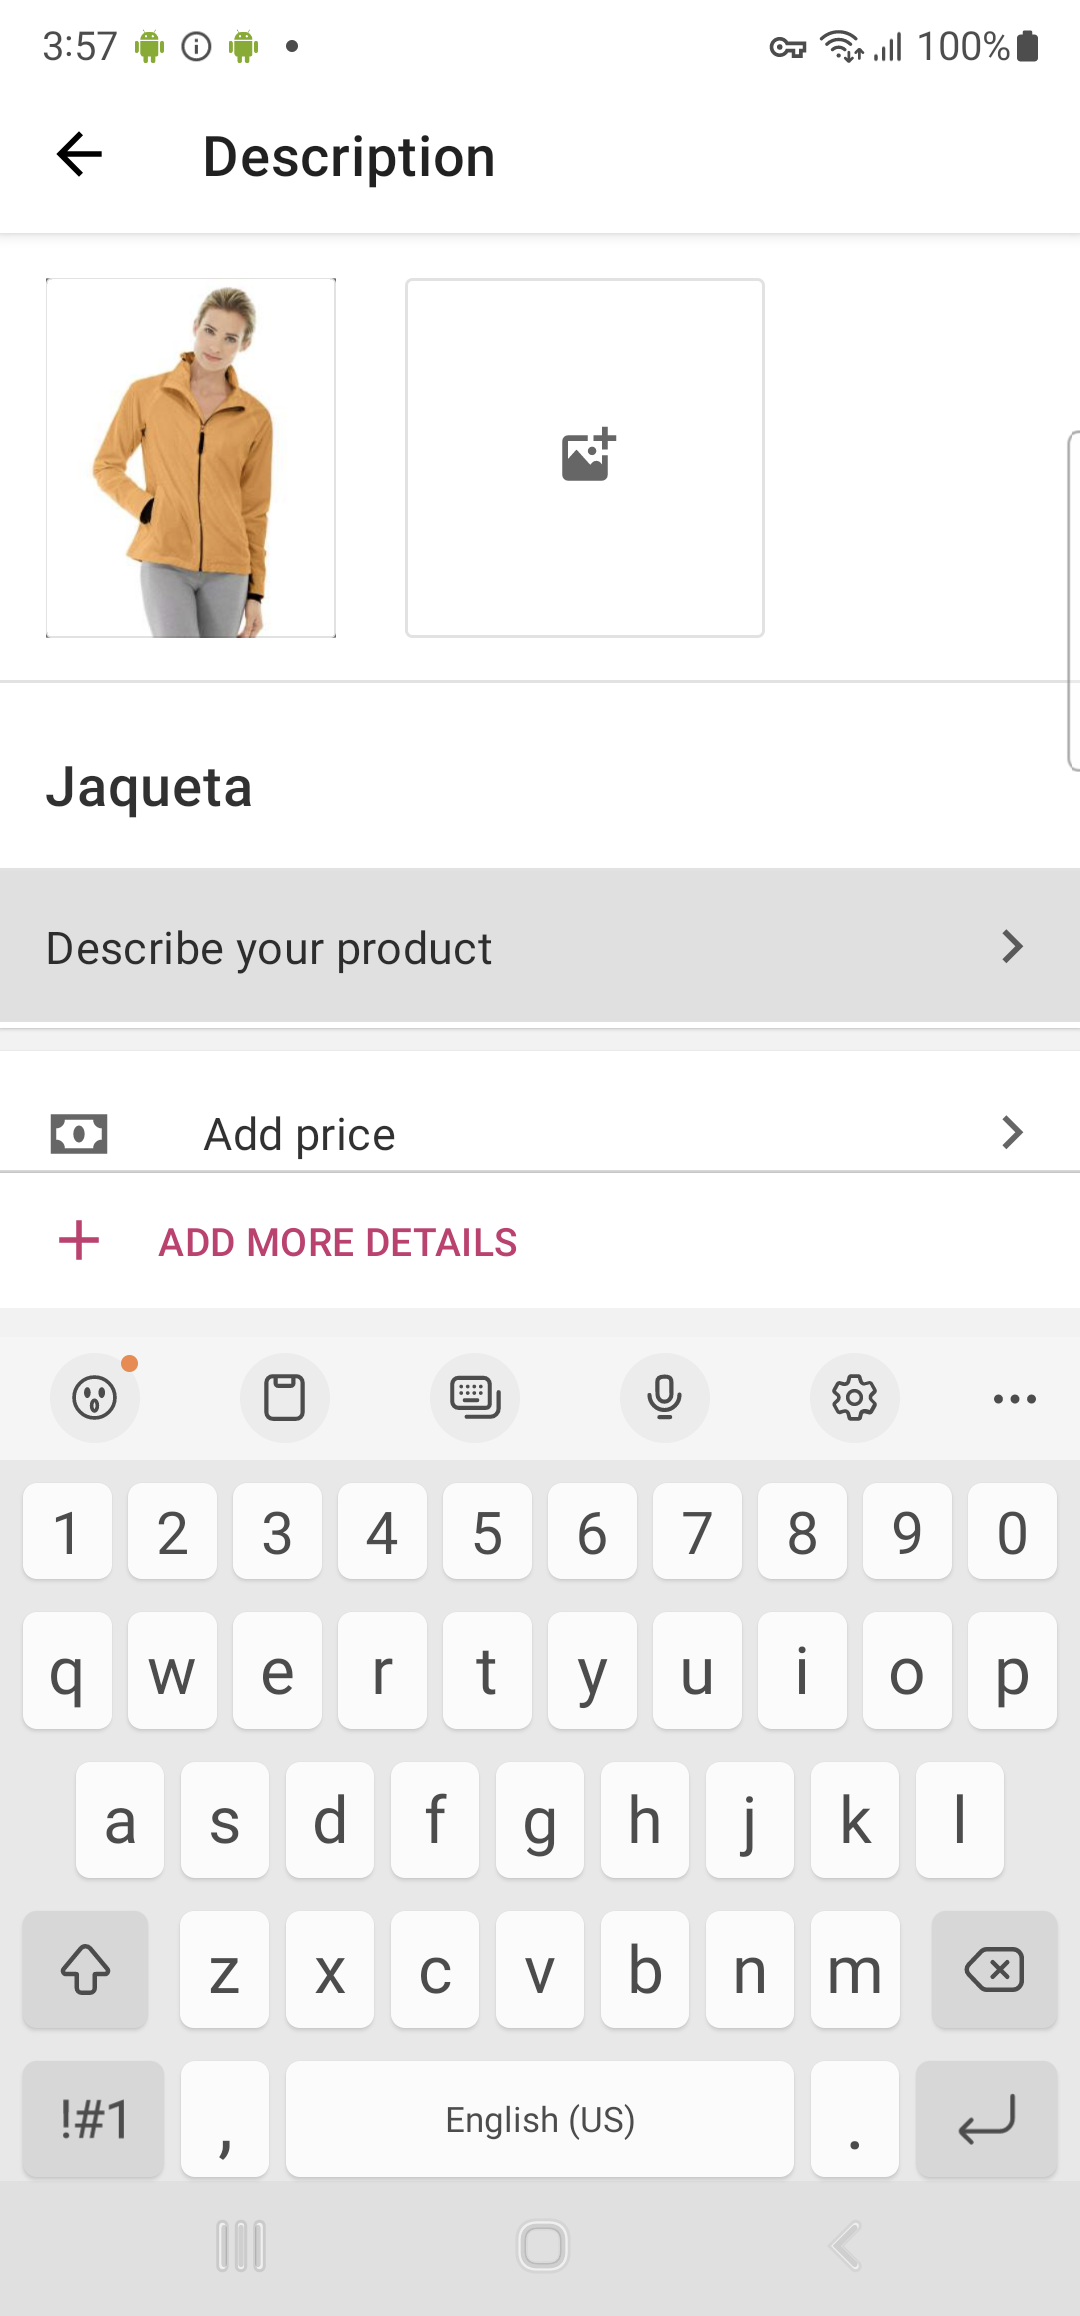 3:57 100%
Description
Jaqueta
Describe your product
Add price
ADD MORE DETAILS
1 2 3 4 5 6 7 8 9 0
q w e r t y u i o p
a s d f g h j k l
z x c v b n m
!#1 , English (US) .